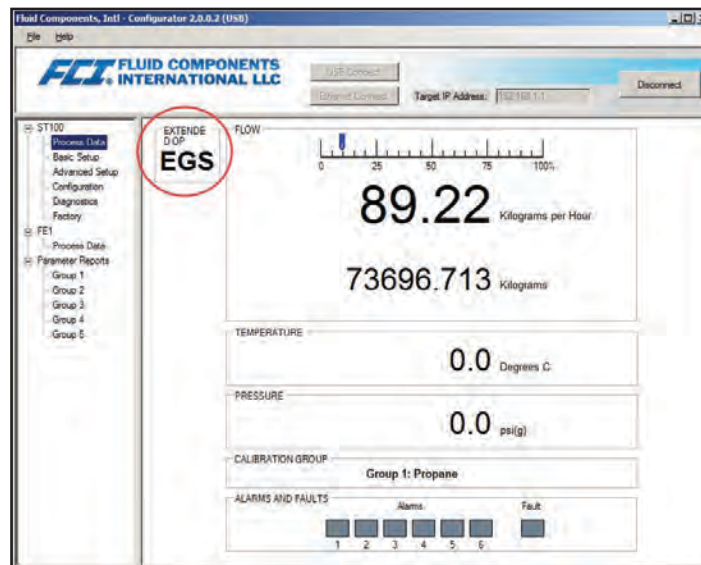 Fluid Components, Intl - Configurator 2.0.0.2 (USB)
File Help
FCI. FLUID COMPONENTS
INTERNATIONAL LLC
USB Connect
Ethernet Connect
Target IP Address:
Disconnect
ST100
Process Data
Basic Setup
Advanced Setup
Configuration
Diagnostics
Factory
FE1
Process Data
Parameter Reports
Group 1
Group 2
Group 3
Group 4
Group 5
EXTENDE
D OP
EGS
FLOW
0 25 50 75 100%
89.22 Kilograms per Hour
73696.713 Kilograms
TEMPERATURE
0.0 Degrees C
PRESSURE
0.0 psi(g)
CALIBRATION GROUP
Group 1: Propane
ALARMS AND FAULTS
Alarms Fault
1 2 3 4 5 6